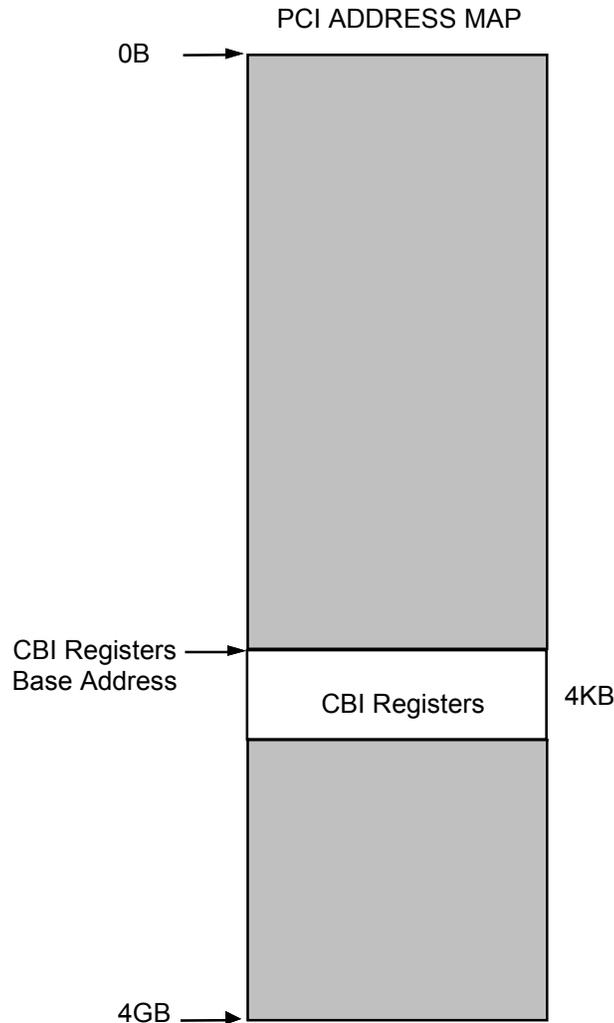 PCI ADDRESS MAP
0B
CBI Registers
Base Address
CBI Registers
4KB
4GB